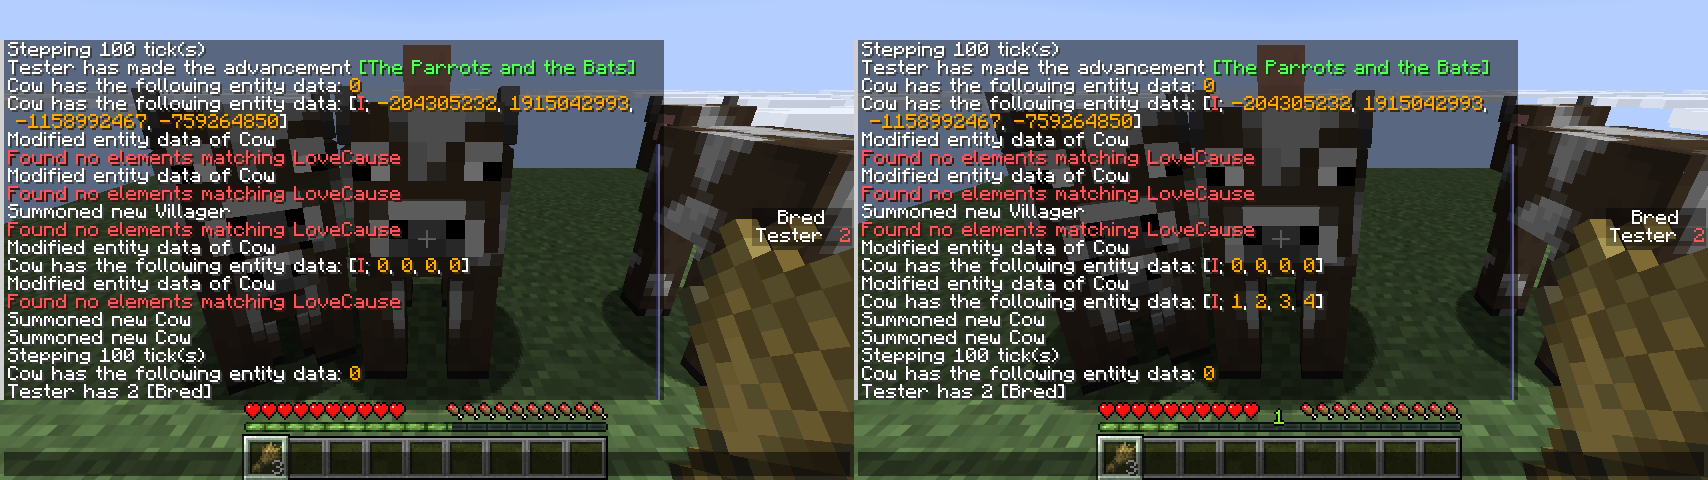 Stepping 100 tick(s)
Tester has made the advancement [The Parrots and the Bats]
Cow has the following entity data: 0
Cow has the following entity data: [I; -204305232, 1915042993,
-1158992467, -759264850]
Modified entity data of Cow
Found no elements matching LoveCause
Modified entity data of Cow
Found no elements matching LoveCause
Summoned new Villager
Found no elements matching LoveCause
Modified entity data of Cow
Cow has the following entity data: [I; 0, 0, 0, 0]
Modified entity data of Cow
Found no elements matching LoveCause
Summoned new Cow
Summoned new Cow
Stepping 100 tick(s)
Cow has the following entity data: 0
Tester has 2 [Bred]
Bred
Tester 2
3
Stepping 100 tick(s)
Tester has made the advancement [The Parrots and the Bats]
Cow has the following entity data: 0
Cow has the following entity data: [I; -204305232, 1915042993,
-1158992467, -759264850]
Modified entity data of Cow
Found no elements matching LoveCause
Modified entity data of Cow
Found no elements matching LoveCause
Summoned new Villager
Found no elements matching LoveCause
Modified entity data of Cow
Cow has the following entity data: [I; 0, 0, 0, 0]
Modified entity data of Cow
Cow has the following entity data: [I; 1, 2, 3, 4]
Summoned new Cow
Summoned new Cow
Stepping 100 tick(s)
Cow has the following entity data: 0
Tester has 2 [Bred]
Bred
Tester 2
1
3